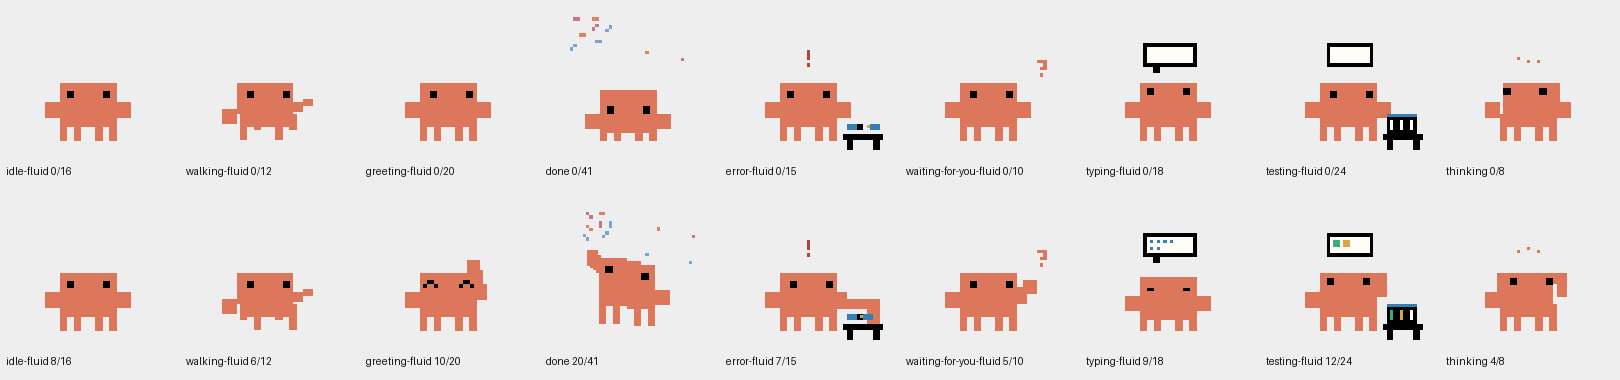 idle-fluid 0/16
walking-fluid 0/12
greeting-fluid 0/20
done 0/41
error-fluid 0/15
waiting-for-you-fluid 0/10
typing-fluid 0/18
testing-fluid 0/24
thinking 0/8
idle-fluid 8/16
walking-fluid 6/12
greeting-fluid 10/20
done 20/41
error-fluid 7/15
waiting-for-you-fluid 5/10
typing-fluid 9/18
testing-fluid 12/24
thinking 4/8